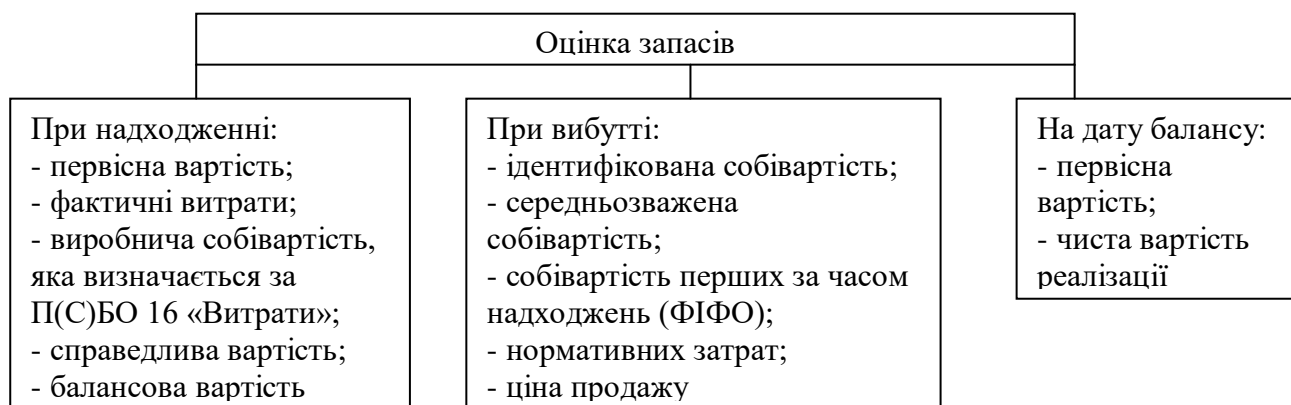 Оцінка запасів
При надходженні:
- первісна вартість;
- фактичні витрати;
- виробнича собівартість,
яка визначається за
П(С)БО 16 «Витрати»;
- справедлива вартість;
- балансова вартість
При вибутті:
- ідентифікована собівартість;
- середньозважена
собівартість;
- собівартість перших за часом
надходжень (ФІФО);
- нормативних затрат;
- ціна продажу
На дату балансу:
- первісна
вартість;
- чиста вартість
реалізації